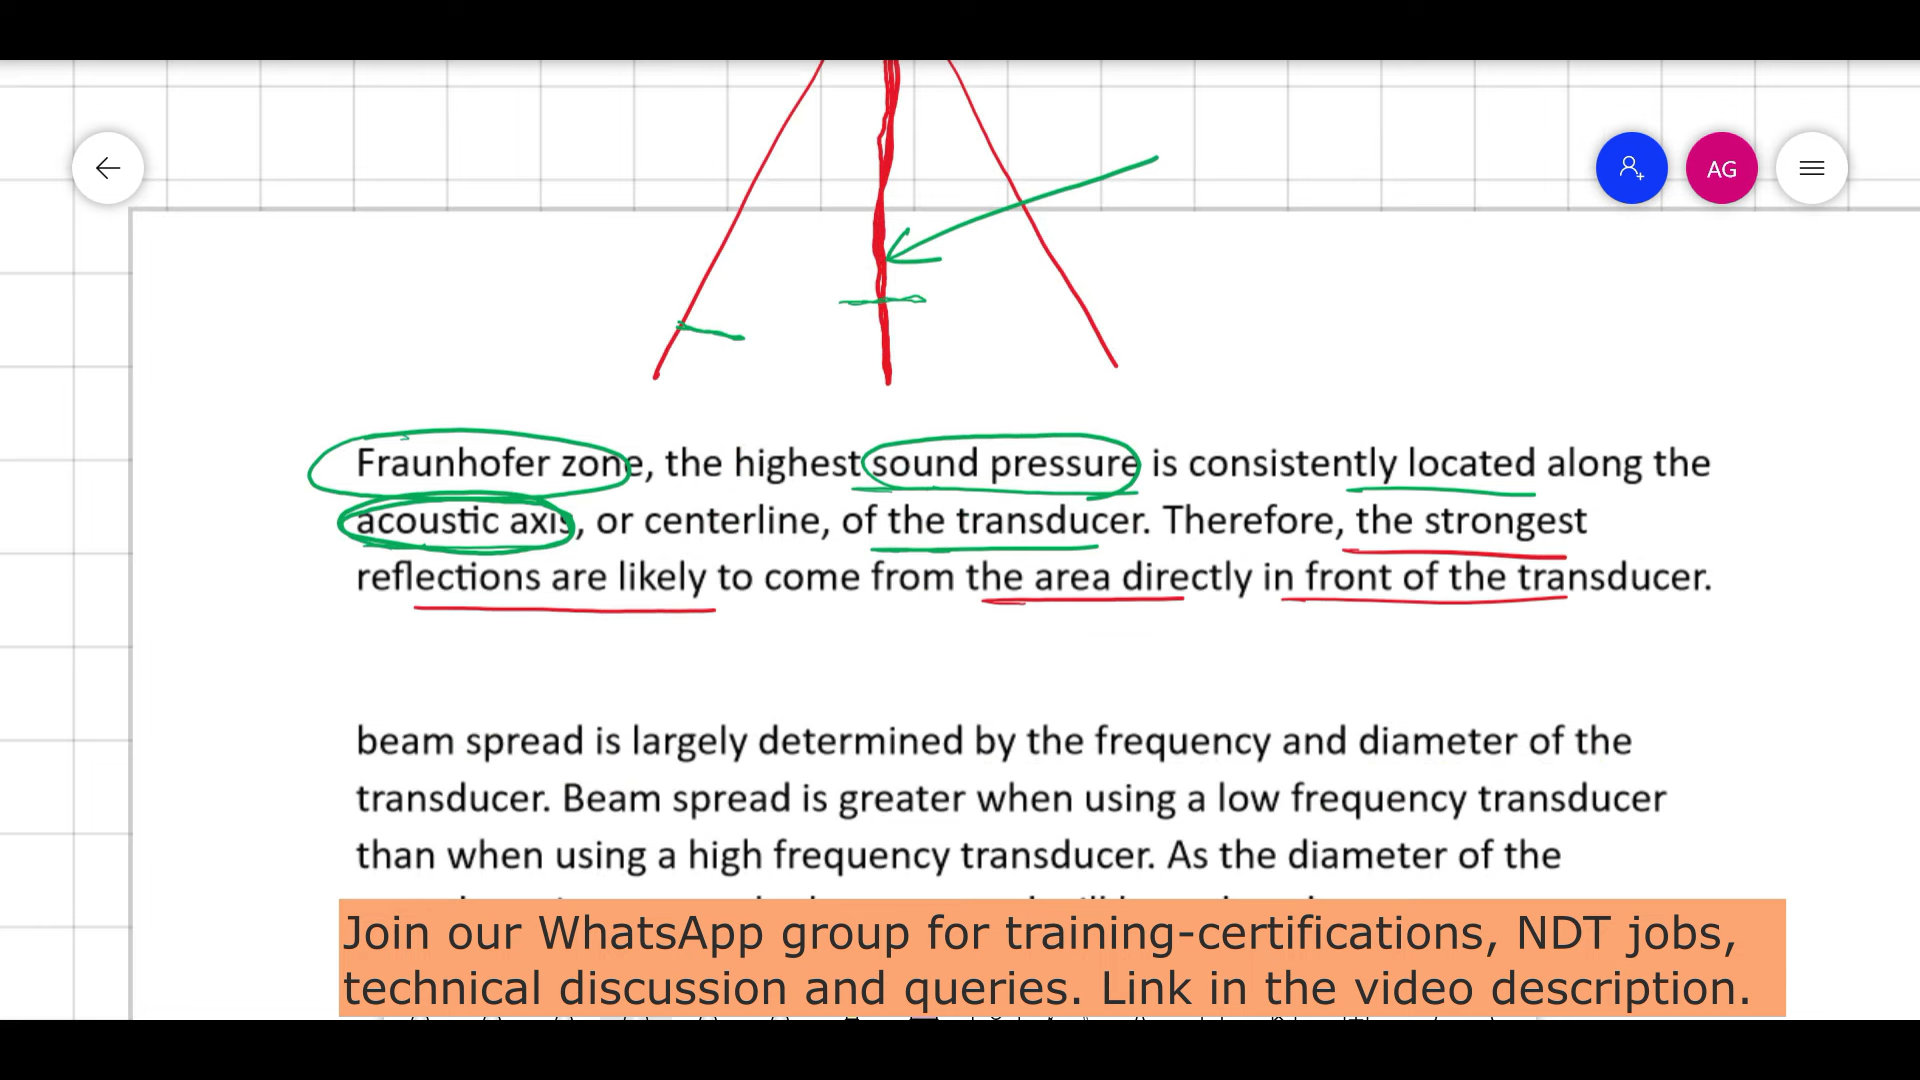 AG
Fraunhofer zone, the highest sound pressure is consistently located along the
acoustic axis, or centerline, of the transducer. Therefore, the strongest
reflections are likely to come from the area directly in front of the transducer.
beam spread is largely determined by the frequency and diameter of the
transducer. Beam spread is greater when using a low frequency transducer
than when using a high frequency transducer. As the diameter of the
Join our WhatsApp group for training-certifications, NDT jobs,
technical discussion and queries. Link in the video description.